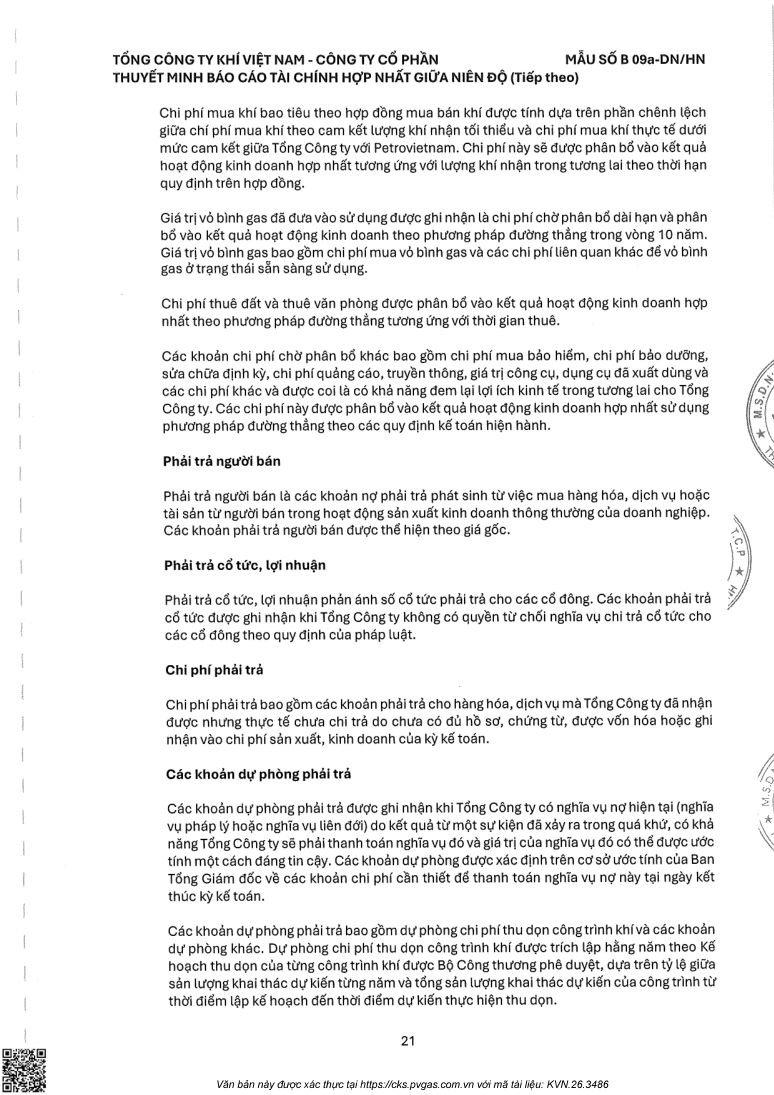 TỔNG CÔNG TY KHÍ VIỆT NAM - CÔNG TY CỔ PHẦN MẪU SỐ B 09a-DN/HN
THUYẾT MINH BÁO CÁO TÀI CHÍNH HỢP NHẤT GIỮA NIÊN ĐỘ (Tiếp theo)
Chi phí mua khí bao tiêu theo hợp đồng mua bán khí được tính dựa trên phần chênh lệch
giữa chí phí mua khí theo cam kết lượng khí nhận tối thiểu và chi phí mua khí thực tế dưới
mức cam kết giữa Tổng Công ty với Petrovietnam. Chi phí này sẽ được phân bổ vào kết quả
hoạt động kinh doanh hợp nhất tương ứng với lượng khí nhận trong tương lai theo thời hạn
quy định trên hợp đồng.
Giá trị vỏ bình gas đã đưa vào sử dụng được ghi nhận là chi phí chờ phân bổ dài hạn và phân
bổ vào kết quả hoạt động kinh doanh theo phương pháp đường thẳng trong vòng 10 năm.
Giá trị vỏ bình gas bao gồm chi phí mua vỏ bình gas và các chi phí liên quan khác để vỏ bình
gas ở trạng thái sẵn sàng sử dụng.
Chi phí thuê đất và thuê văn phòng được phân bổ vào kết quả hoạt động kinh doanh hợp
nhất theo phương pháp đường thẳng tương ứng với thời gian thuê.
Các khoản chi phí chờ phân bổ khác bao gồm chi phí mua bảo hiểm, chi phí bảo dưỡng,
sửa chữa định kỳ, chi phí quảng cáo, truyền thông, giá trị công cụ, dụng cụ đã xuất dùng và
các chi phí khác và được coi là có khả năng đem lại lợi ích kinh tế trong tương lai cho Tổng
Công ty. Các chi phí này được phân bổ vào kết quả hoạt động kinh doanh hợp nhất sử dụng
phương pháp đường thẳng theo các quy định kế toán hiện hành.
Phải trả người bán
Phải trả người bán là các khoản nợ phải trả phát sinh từ việc mua hàng hóa, dịch vụ hoặc
tài sản từ người bán trong hoạt động sản xuất kinh doanh thông thường của doanh nghiệp.
Các khoản phải trả người bán được thể hiện theo giá gốc.
Phải trả cổ tức, lợi nhuận
Phải trả cổ tức, lợi nhuận phản ánh số cổ tức phải trả cho các cổ đông. Các khoản phải trả
cổ tức được ghi nhận khi Tổng Công ty không có quyền từ chối nghĩa vụ chi trả cổ tức cho
các cổ đông theo quy định của pháp luật.
Chi phí phải trả
Chi phí phải trả bao gồm các khoản phải trả cho hàng hóa, dịch vụ mà Tổng Công ty đã nhận
được nhưng thực tế chưa chi trả do chưa có đủ hồ sơ, chứng từ, được vốn hóa hoặc ghi
nhận vào chi phí sản xuất, kinh doanh của kỳ kế toán.
Các khoản dự phòng phải trả
Các khoản dự phòng phải trả được ghi nhận khi Tổng Công ty có nghĩa vụ nợ hiện tại (nghĩa
vụ pháp lý hoặc nghĩa vụ liên đới) do kết quả từ một sự kiện đã xảy ra trong quá khứ, có khả
năng Tổng Công ty sẽ phải thanh toán nghĩa vụ đó và giá trị của nghĩa vụ đó có thể được ước
tính một cách đáng tin cậy. Các khoản dự phòng được xác định trên cơ sở ước tính của Ban
Tổng Giám đốc về các khoản chi phí cần thiết để thanh toán nghĩa vụ nợ này tại ngày kết
thúc kỳ kế toán.
Các khoản dự phòng phải trả bao gồm dự phòng chi phí thu dọn công trình khí và các khoản
dự phòng khác. Dự phòng chi phí thu dọn công trình khí được trích lập hằng năm theo Kế
hoạch thu dọn của từng công trình khí được Bộ Công thương phê duyệt, dựa trên tỷ lệ giữa
sản lượng khai thác dự kiến từng năm và tổng sản lượng khai thác dự kiến của công trình từ
thời điểm lập kế hoạch đến thời điểm dự kiến thực hiện thu dọn.
M.S.D.N
T.C.P
M.S.D
21
Văn bản này được xác thực tại https://cks.pvgas.com.vn với mã tài liệu: KVN.26.3486